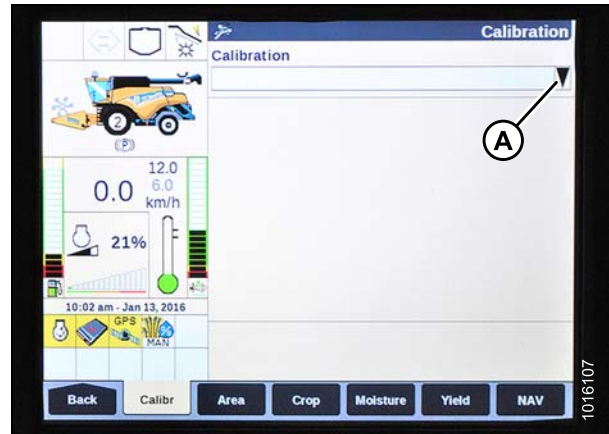 Calibration
Calibration
A
2
(P)
12.0
6.0
0.0
km/h
21%
10:02 am - Jan 13, 2016
GPS
MAN
Back
Calibr
Area
Crop
Moisture
Yield
NAV
1016107